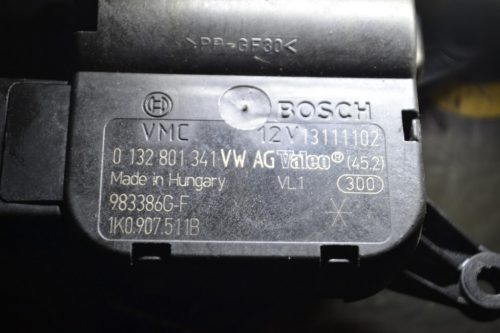 >PP-GF30<
BOSCH
VMC 12V 13111102
0 132 801 341 VW AG Valeo® (45.2)
Made in Hungary VL1 300
983386G-F
1K0.907.511B